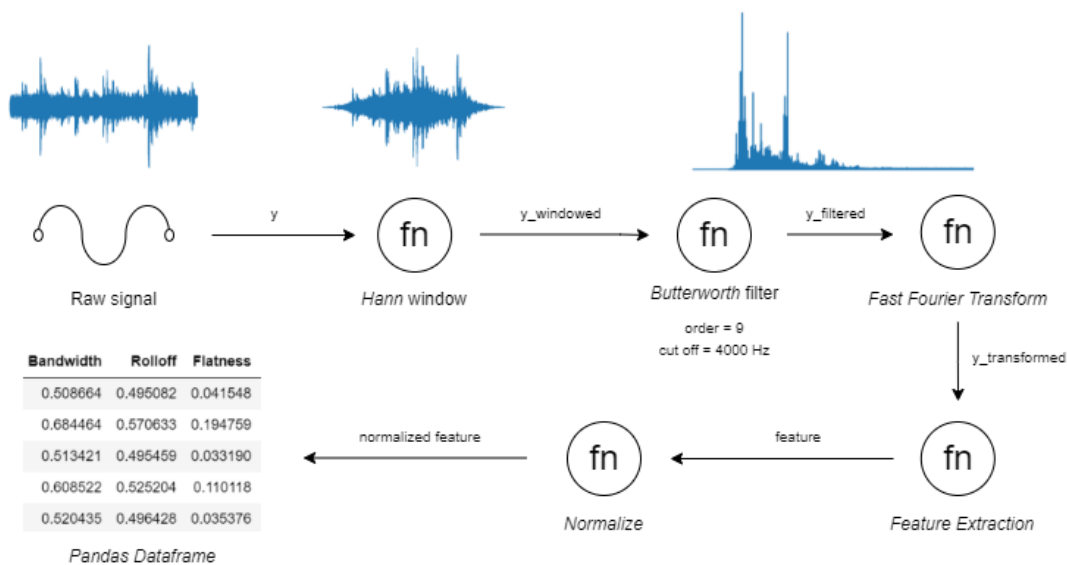 y
y_windowed
y_filtered
fn
fn
fn
Raw signal
Hann window
Butterworth filter
Fast Fourier Transform
order = 9
cut off = 4000 Hz
y_transformed
Bandwidth Rolloff Flatness
0.508664 0.495082 0.041548
0.684464 0.570633 0.194759
0.513421 0.495459 0.033190
0.608522 0.525204 0.110118
0.520435 0.496428 0.035376
Pandas Dataframe
normalized feature
fn
Normalize
feature
fn
Feature Extraction